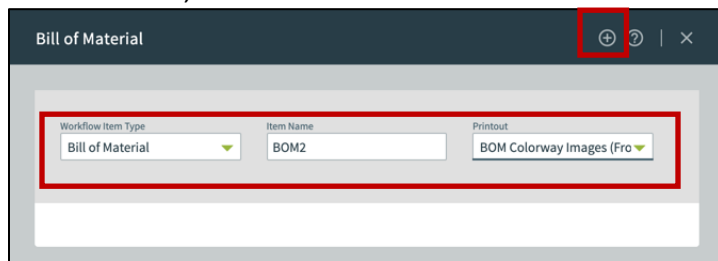 Bill of Material
Workflow Item Type Item Name Printout
Bill of Material BOM2 BOM Colorway Images (Fro